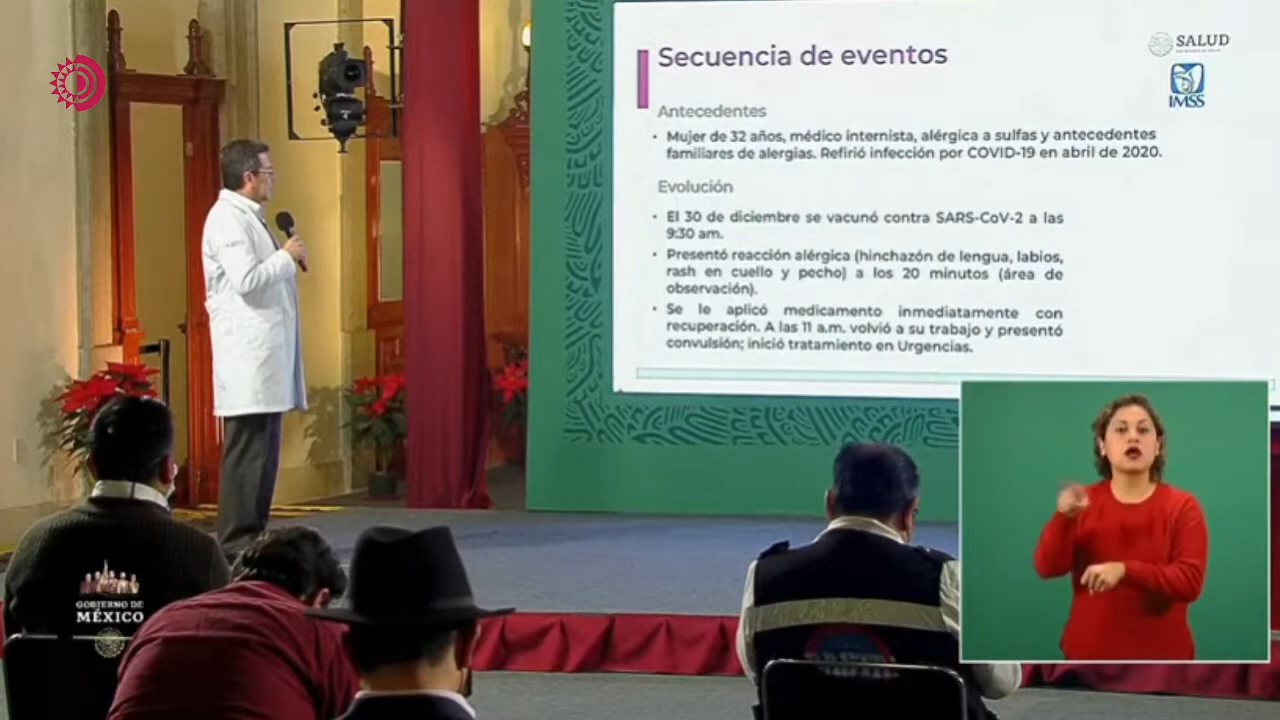 Secuencia de eventos
SALUD
IMSS
Antecedentes
• Mujer de 32 años, médico internista, alérgica a sulfas y antecedentes
familiares de alergias. Refirió infección por COVID-19 en abril de 2020.
Evolución
• El 30 de diciembre se vacunó contra SARS-CoV-2 a las
9:30 am.
• Presentó reacción alérgica (hinchazón de lengua, labios,
rash en cuello y pecho) a los 20 minutos (área de
observación).
• Se le aplicó medicamento inmediatamente con
recuperación. A las 11 a.m. volvió a su trabajo y presentó
convulsión; inició tratamiento en Urgencias.
GOBIERNO DE
MÉXICO